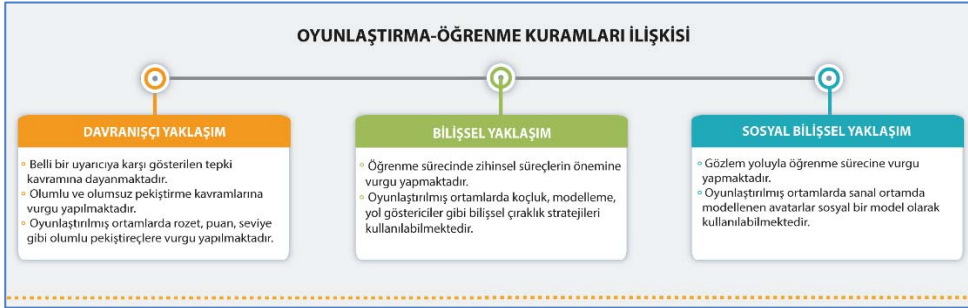 OYUNLAŞTIRMA-ÖĞRENME KURAMLARI İLİŞKİSİ
DAVRANIŞÇI YAKLAŞIM
Belli bir uyarıcıya karşı gösterilen tepki
kavramına dayanmaktadır.
Olumlu ve olumsuz pekiştirme kavramlarına
vurgu yapılmaktadır.
Oyunlaştırılmış ortamlarda rozet, puan, seviye
gibi olumlu pekiştireçlere vurgu yapılmaktadır.
BİLİŞSEL YAKLAŞIM
Öğrenme sürecinde zihinsel süreçlerin önemine
vurgu yapmaktadır.
Oyunlaştırılmış ortamlarda koçluk, modelleme,
yol göstericiler gibi bilişsel çıraklık stratejileri
kullanılabilmektedir.
SOSYAL BİLİŞSEL YAKLAŞIM
Gözlem yoluyla öğrenme sürecine vurgu
yapmaktadır.
Oyunlaştırılmış ortamlarda sanal ortamda
modellenen avatarlar sosyal bir model olarak
kullanılabilmektedir.